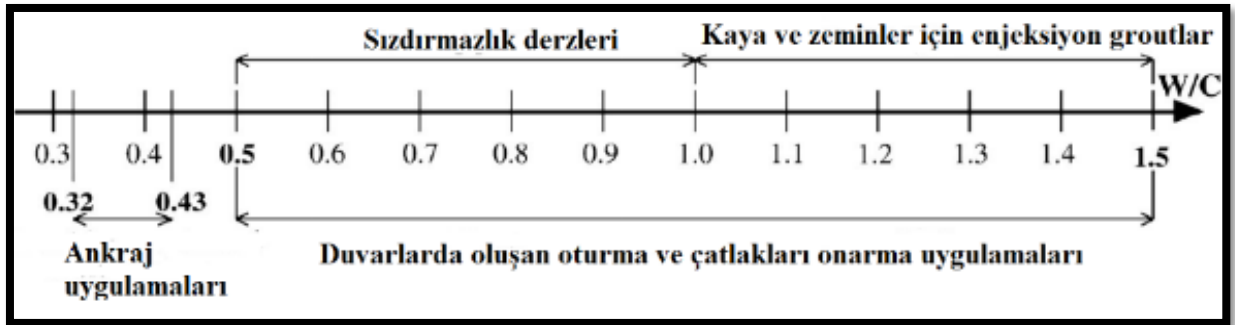 Sızdırmazlık derzleri
Kaya ve zeminler için enjeksiyon groutlar
W/C
0.3 0.4 0.5 0.6 0.7 0.8 0.9 1.0 1.1 1.2 1.3 1.4 1.5
0.32 0.43
Ankraj
uygulamaları
Duvarlarda oluşan oturma ve çatlakları onarma uygulamaları